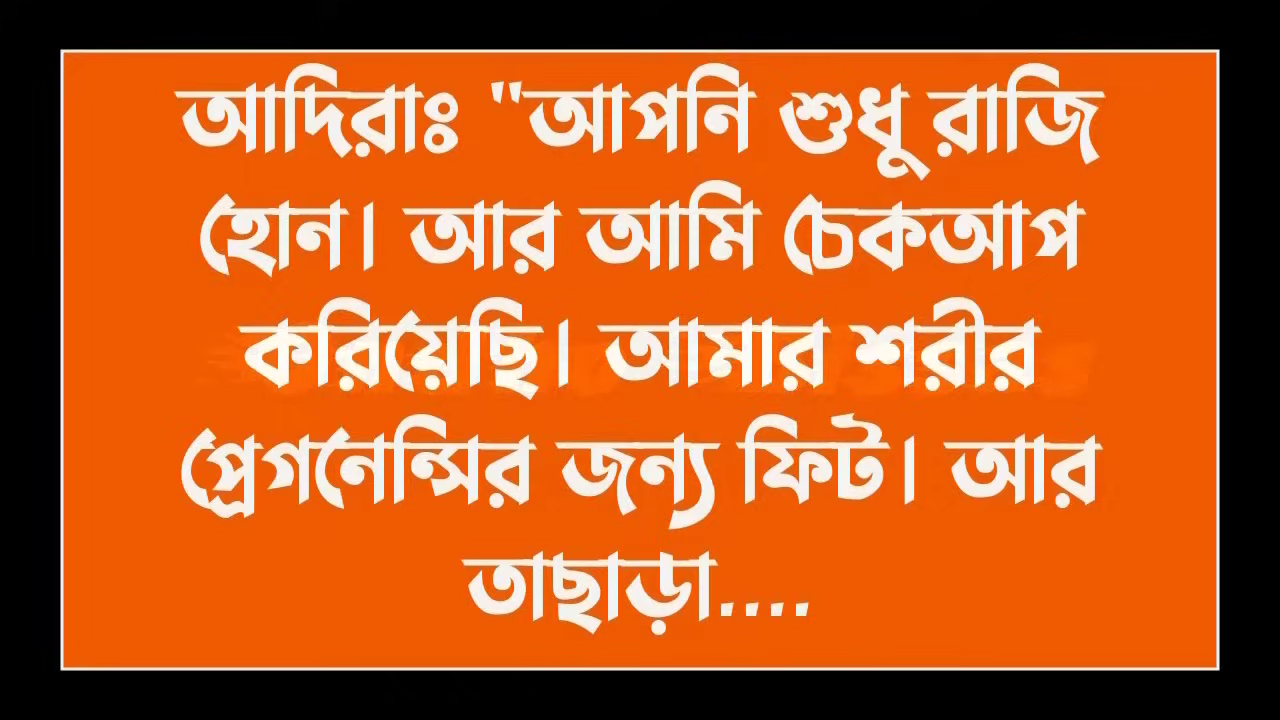 আদিরাঃ "আপনি শুধু রাজি
হোন। আর আমি চেকআপ
করিয়েছি। আমার শরীর
প্রেগনেন্সির জন্য ফিট। আর
তাছাড়া....